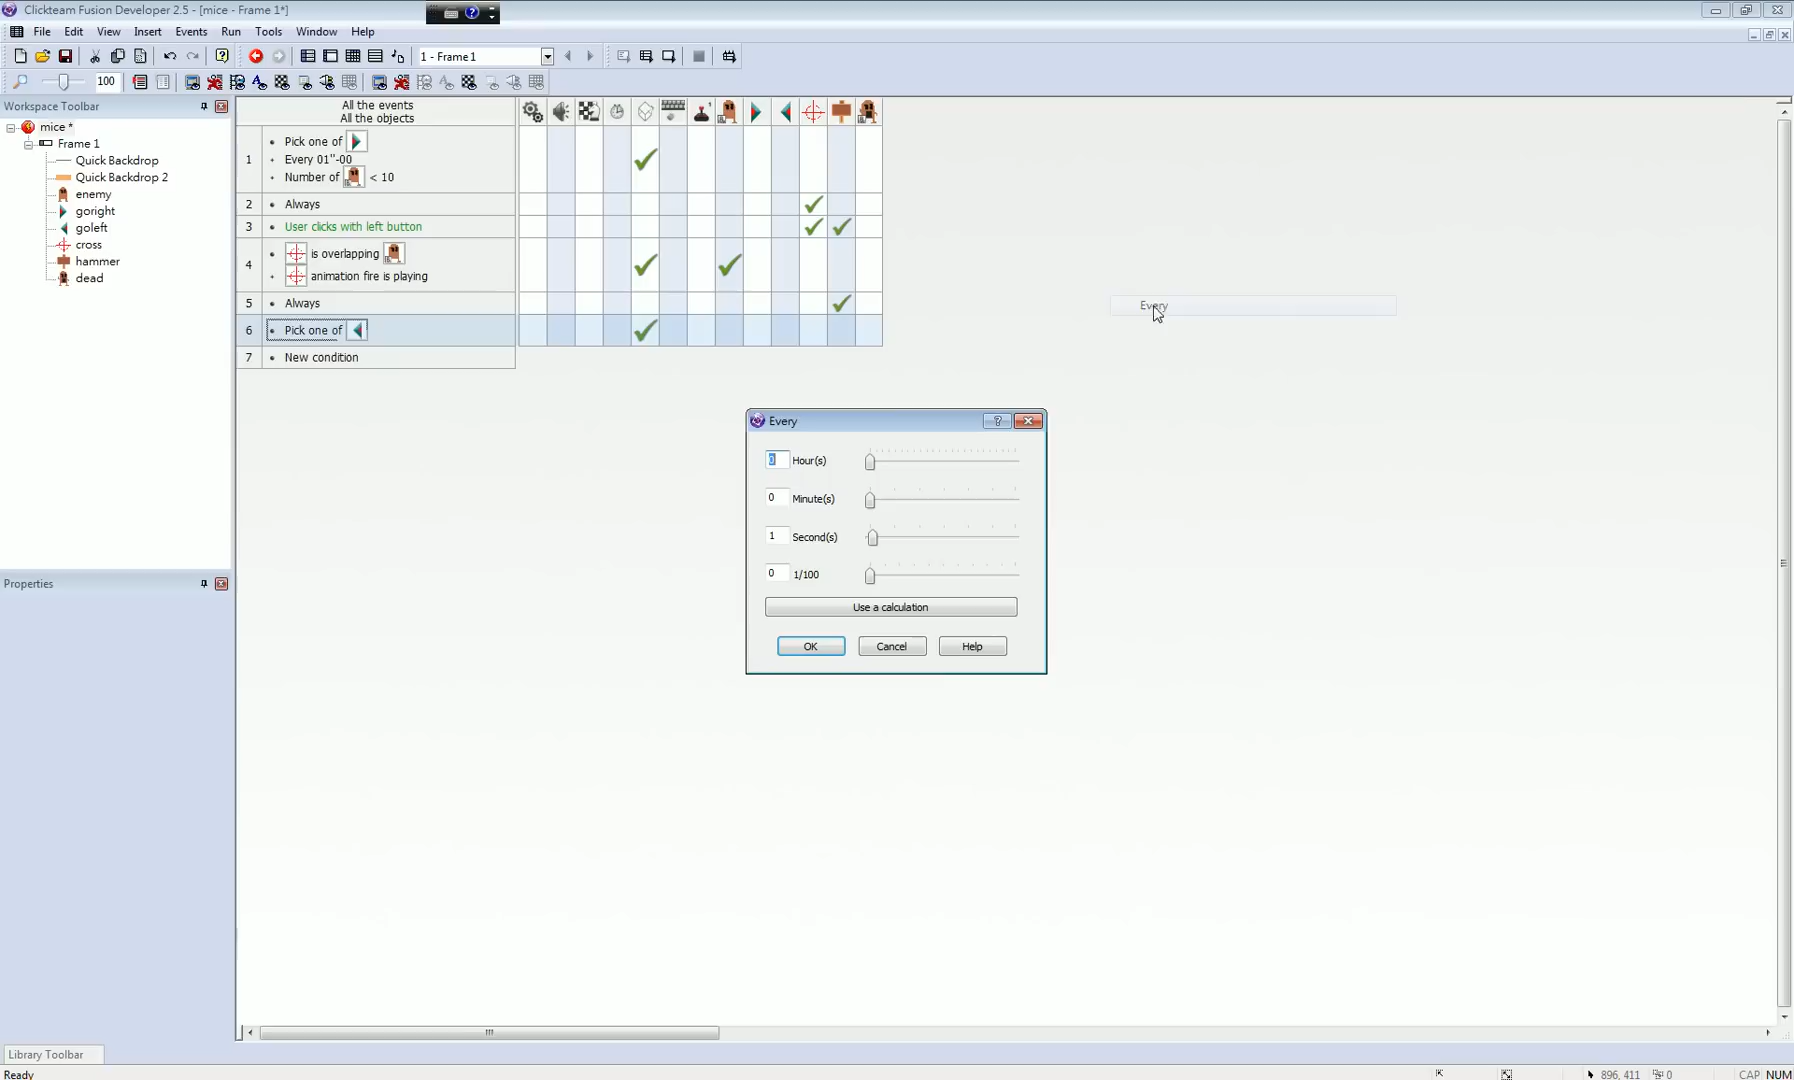 Clickteam Fusion Developer 2.5 - [mice - Frame 1*]
File Edit View Insert Events Run Tools Window Help
1 - Frame 1
100
Workspace Toolbar
mice *
Frame 1
Quick Backdrop
Quick Backdrop 2
enemy
goright
goleft
cross
hammer
dead
All the events
All the objects
1
Pick one of
Every 01"-00
Number of < 10
2 Always
3 User clicks with left button
4
is overlapping
animation fire is playing
5 Always
6 Pick one of
7 New condition
Every
Every
0 Hour(s)
0 Minute(s)
1 Second(s)
0 1/100
Use a calculation
OK Cancel Help
Properties
Library Toolbar
Ready
896, 411
0
CAP NUM